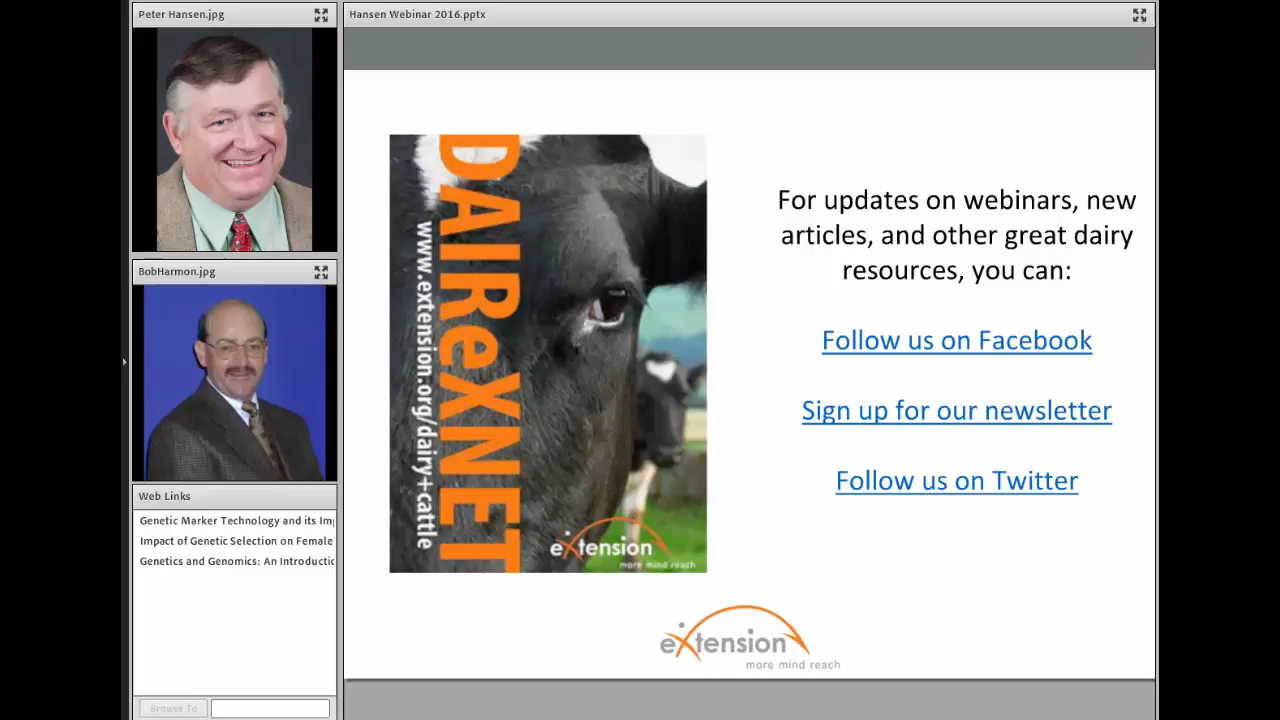 Peter Hansen.jpg
BobHarmon.jpg
Web Links
Genetic Marker Technology and its Im
Impact of Genetic Selection on Female
Genetics and Genomics: An Introductio
Browse To
Hansen Webinar 2016.pptx
DAIReXNET
www.extension.org/dairy+cattle
eXtension
more mind reach
For updates on webinars, new
articles, and other great dairy
resources, you can:
Follow us on Facebook
Sign up for our newsletter
Follow us on Twitter
eXtension
more mind reach